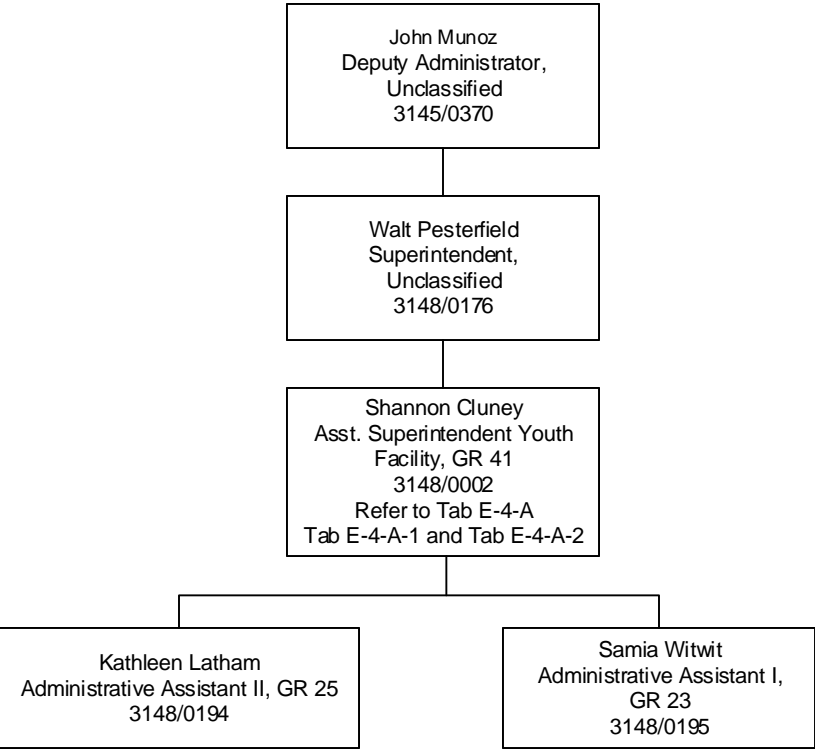 John Munoz
Deputy Administrator,
Unclassified
3145/0370
Walt Pesterfield
Superintendent,
Unclassified
3148/0176
Shannon Cluney
Asst. Superintendent Youth
Facility, GR 41
3148/0002
Refer to Tab E-4-A
Tab E-4-A-1 and Tab E-4-A-2
Kathleen Latham
Administrative Assistant II, GR 25
3148/0194
Samia Witwit
Administrative Assistant I,
GR 23
3148/0195